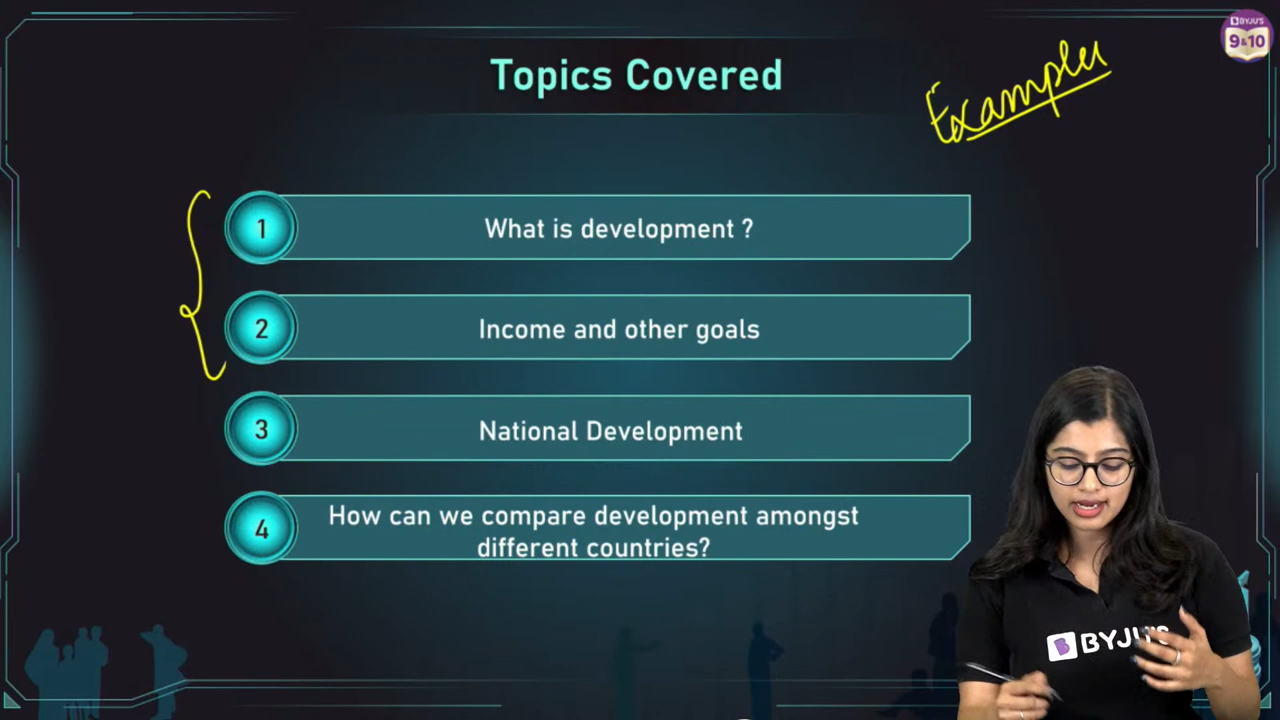 BYJU'S
9&10
Topics Covered
Examples
1
What is development ?
2
Income and other goals
3
National Development
4
How can we compare development amongst
different countries?
BYJU'S